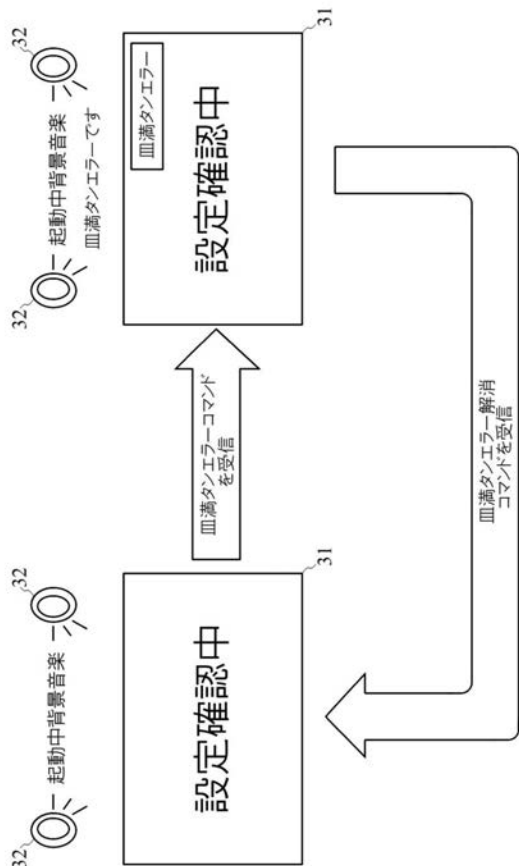 32
起動中背景音楽
32
設定確認中
31
皿満タンエラーコマンド
を受信
32
起動中背景音楽
皿満タンエラーです
32
皿満タンエラー
設定確認中
31
皿満タンエラー解消
コマンドを受信